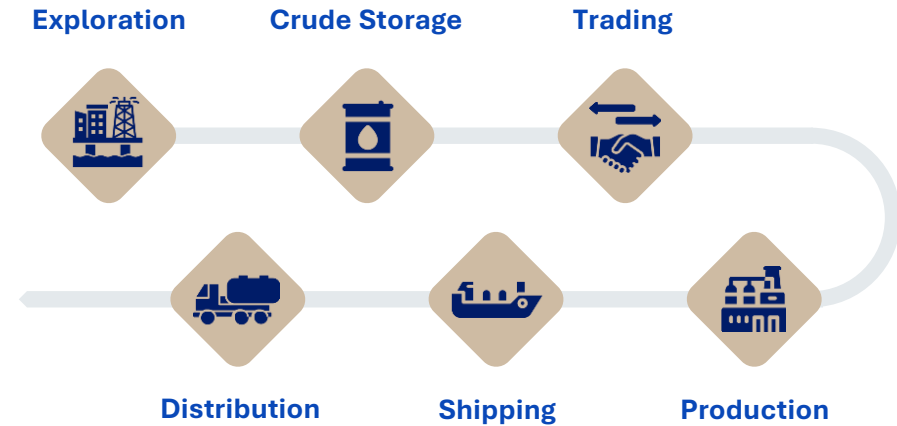 Exploration
Crude Storage
Trading
Distribution
Shipping
Production